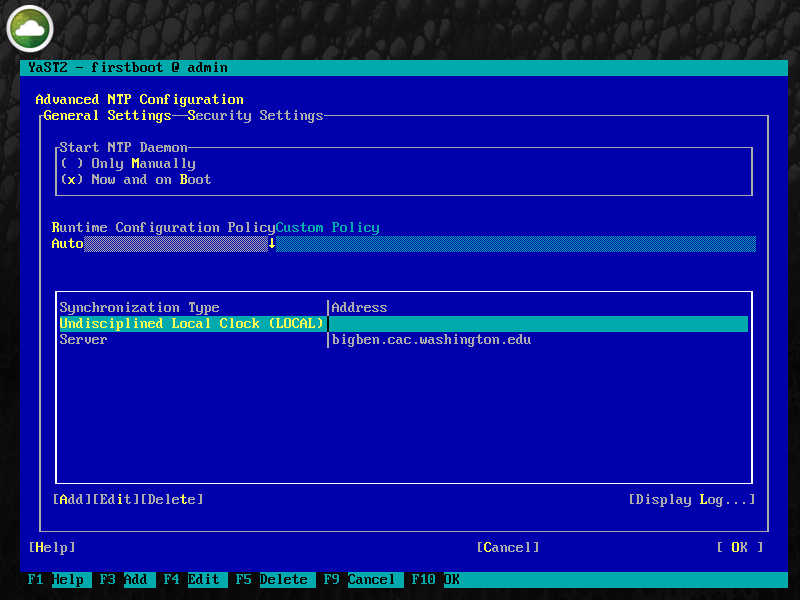 YaST2 - firstboot @ admin
Advanced NTP Configuration
General Settings—Security Settings
Start NTP Daemon
( ) Only Manually
(x) Now and on Boot
Runtime Configuration Policy Custom Policy
Auto ↓
Synchronization Type |Address
Undisciplined Local Clock (LOCAL)|
Server |bigben.cac.washington.edu
[Add][Edit][Delete] [Display Log...]
[Help] [Cancel] [ OK ]
F1 Help F3 Add F4 Edit F5 Delete F9 Cancel F10 OK